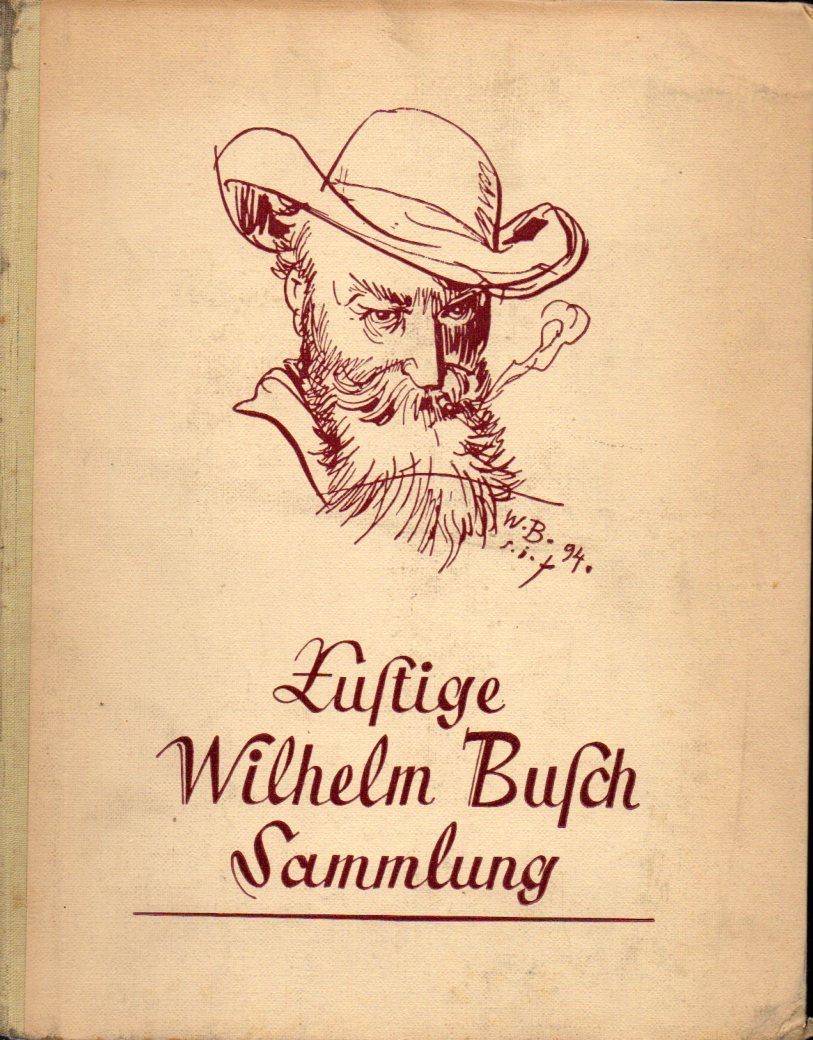 W. B. 94.
s. i. f
Luſtige
Wilhelm Buſch
Sammlung